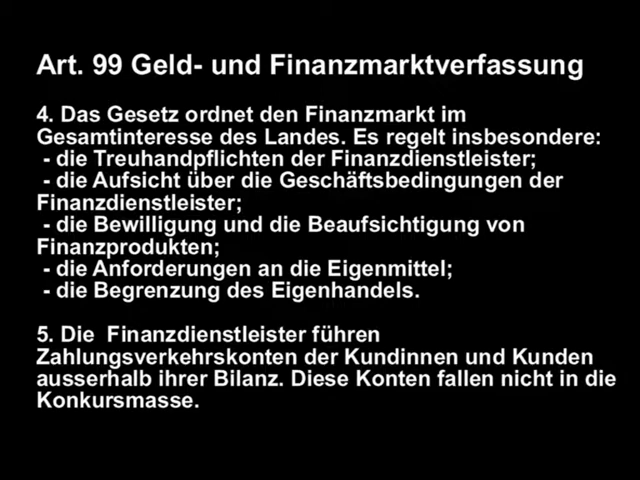 Art. 99 Geld- und Finanzmarktverfassung
4. Das Gesetz ordnet den Finanzmarkt im
Gesamtinteresse des Landes. Es regelt insbesondere:
- die Treuhandpflichten der Finanzdienstleister;
- die Aufsicht über die Geschäftsbedingungen der
Finanzdienstleister;
- die Bewilligung und die Beaufsichtigung von
Finanzprodukten;
- die Anforderungen an die Eigenmittel;
- die Begrenzung des Eigenhandels.
5. Die  Finanzdienstleister führen
Zahlungsverkehrskonten der Kundinnen und Kunden
ausserhalb ihrer Bilanz. Diese Konten fallen nicht in die
Konkursmasse.